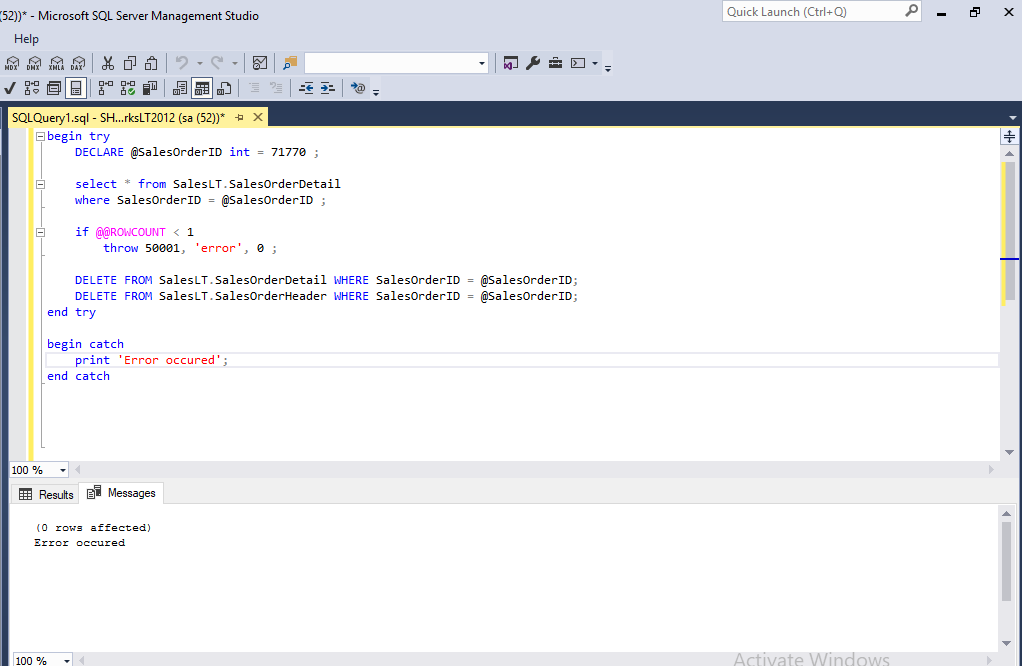 (52))* - Microsoft SQL Server Management Studio
Quick Launch (Ctrl+Q)
Help
MDX DMX XMLA DAX
SQLQuery1.sql - SH...rksLT2012 (sa (52))*
begin try
DECLARE @SalesOrderID int = 71770 ;
select * from SalesLT.SalesOrderDetail
where SalesOrderID = @SalesOrderID ;
if @@ROWCOUNT < 1
throw 50001, 'error', 0 ;
DELETE FROM SalesLT.SalesOrderDetail WHERE SalesOrderID = @SalesOrderID;
DELETE FROM SalesLT.SalesOrderHeader WHERE SalesOrderID = @SalesOrderID;
end try
begin catch
print 'Error occured';
end catch
100 %
Results Messages
(0 rows affected)
Error occured
100 %
Activate Windows